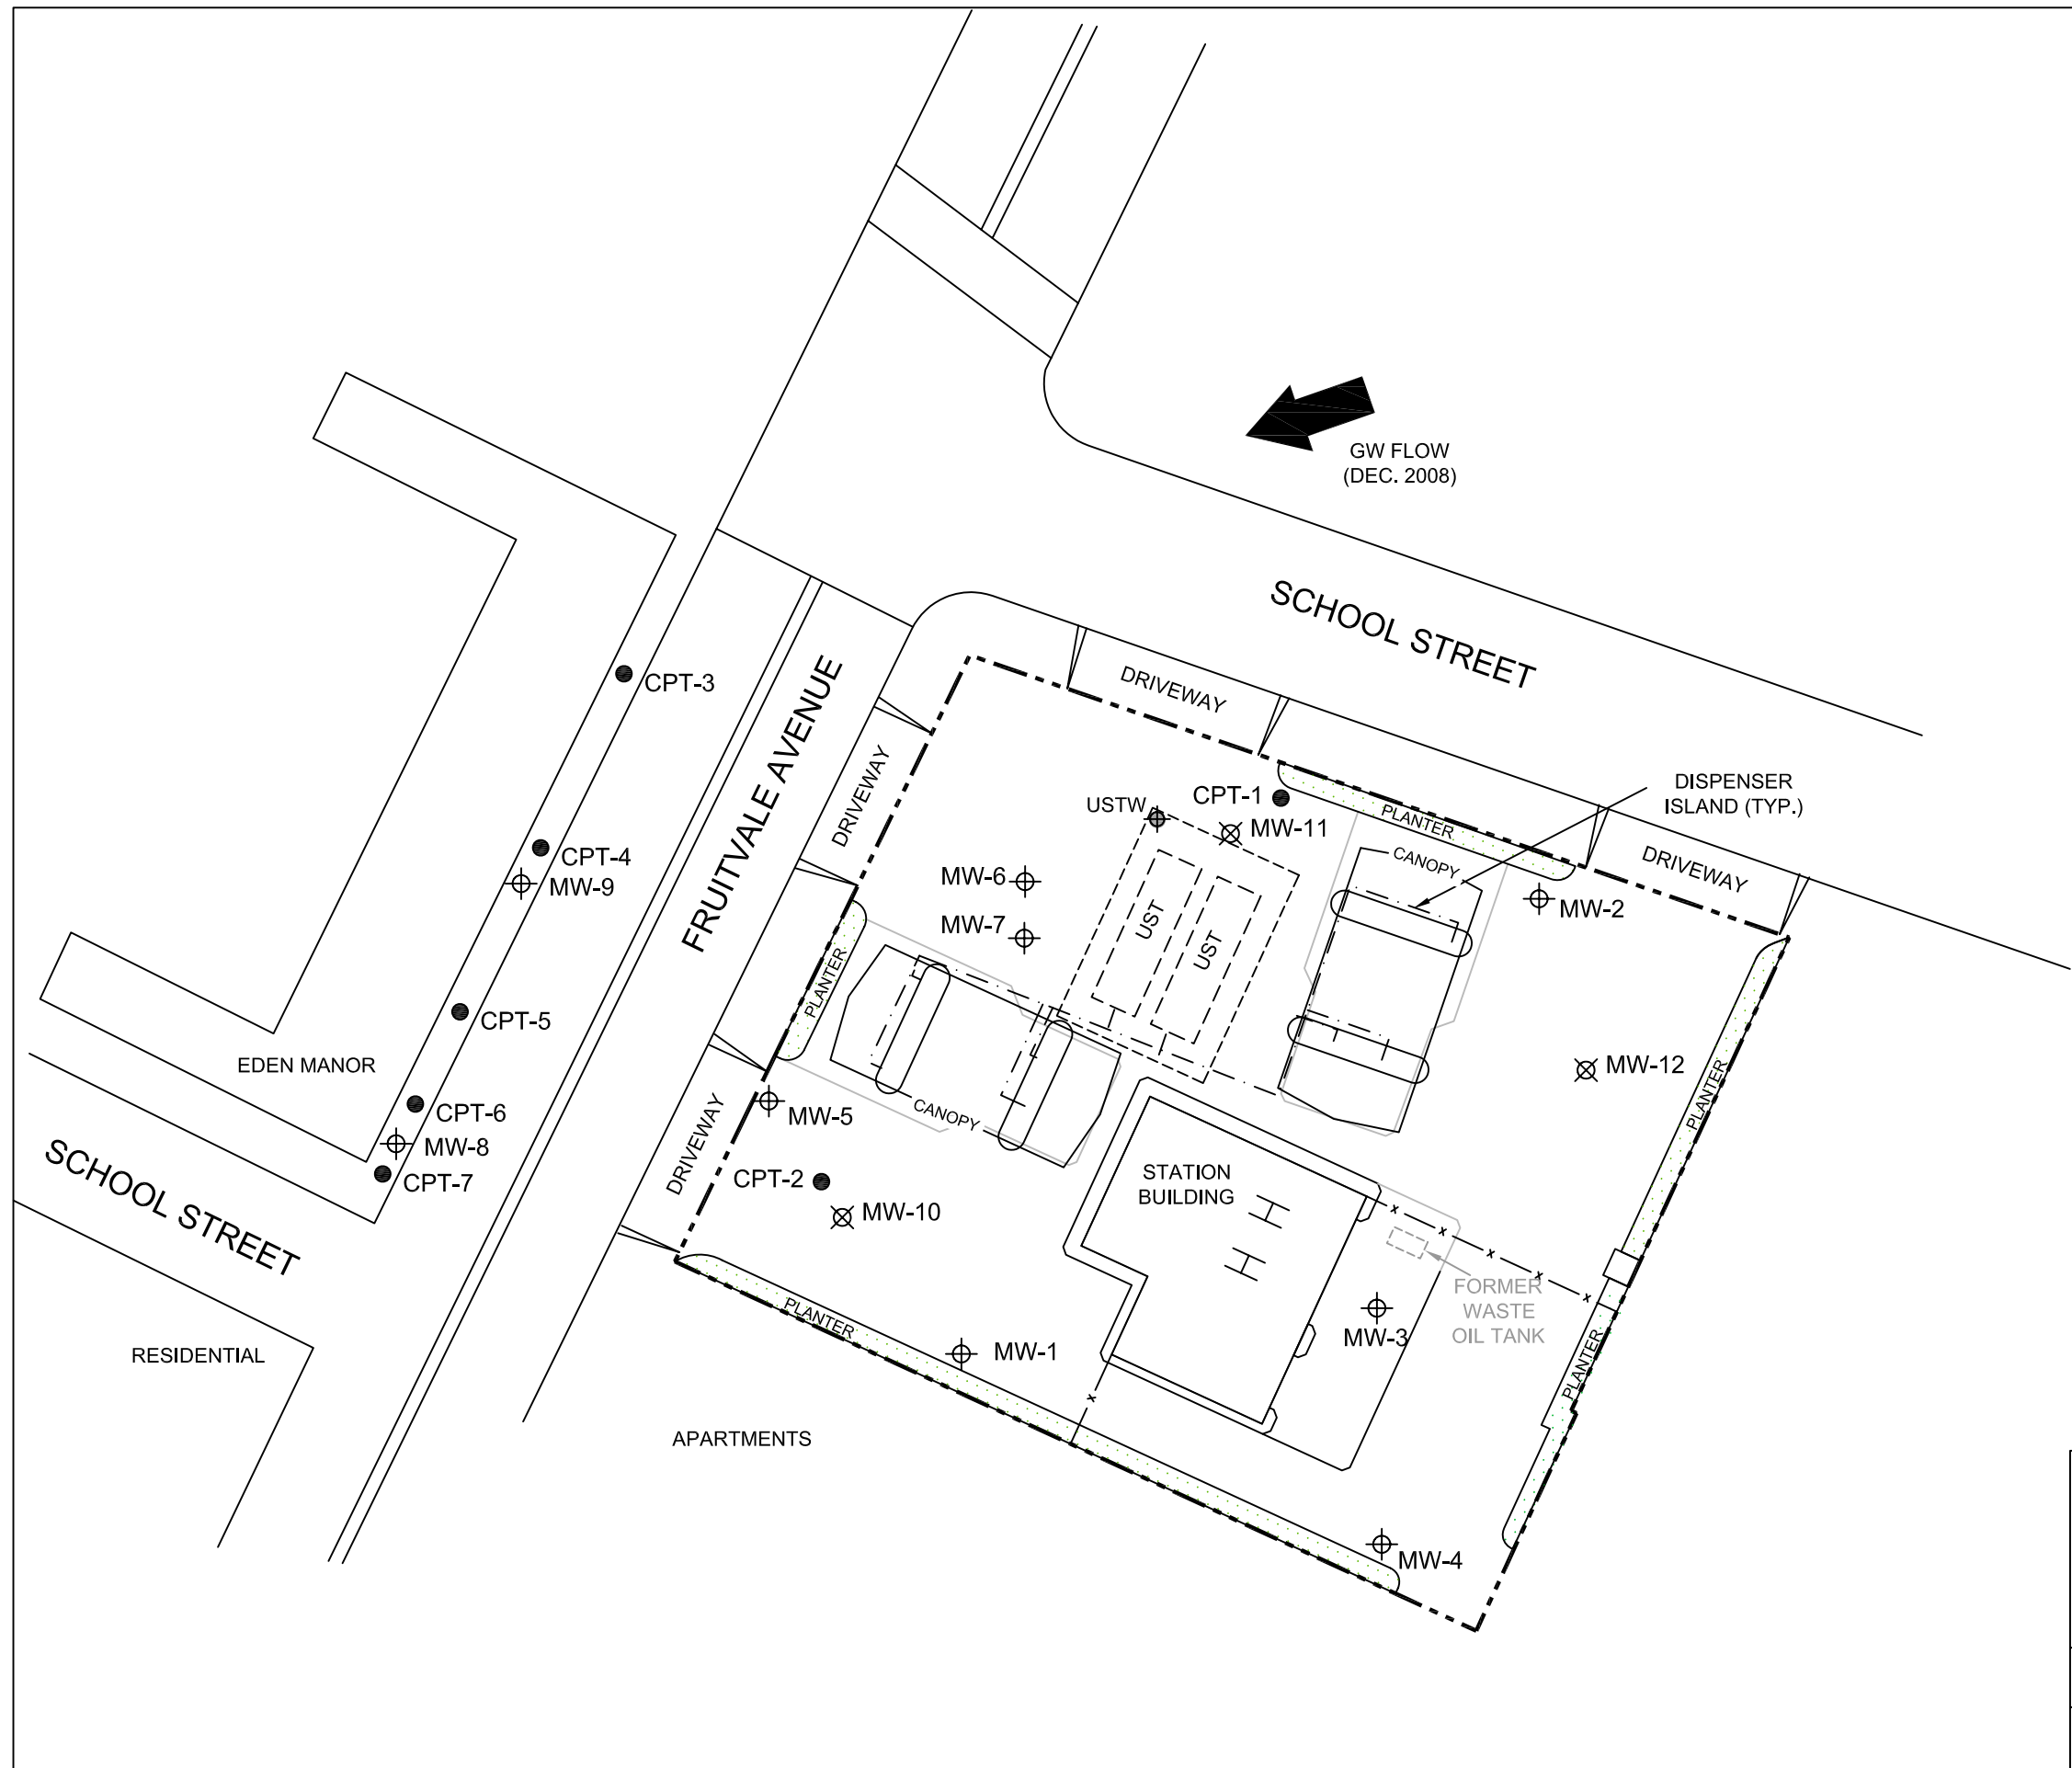 GW FLOW
(DEC. 2008)
SCHOOL STREET
DRIVEWAY
CPT-3
FRUITVALE AVENUE
DRIVEWAY
DISPENSER
ISLAND (TYP.)
USTW
CPT-1
PLANTER
MW-11
CANOPY
DRIVEWAY
CPT-4
MW-9
MW-6
MW-7
UST
UST
MW-2
PLANTER
CPT-5
EDEN MANOR
CPT-6
MW-8
CPT-7
MW-5
CANOPY
MW-12
PLANTER
DRIVEWAY
CPT-2
MW-10
STATION
BUILDING
x
x
x
x
x
SCHOOL STREET
FORMER
WASTE
OIL TANK
PLANTER
MW-3
MW-1
PLANTER
RESIDENTIAL
x
APARTMENTS
MW-4